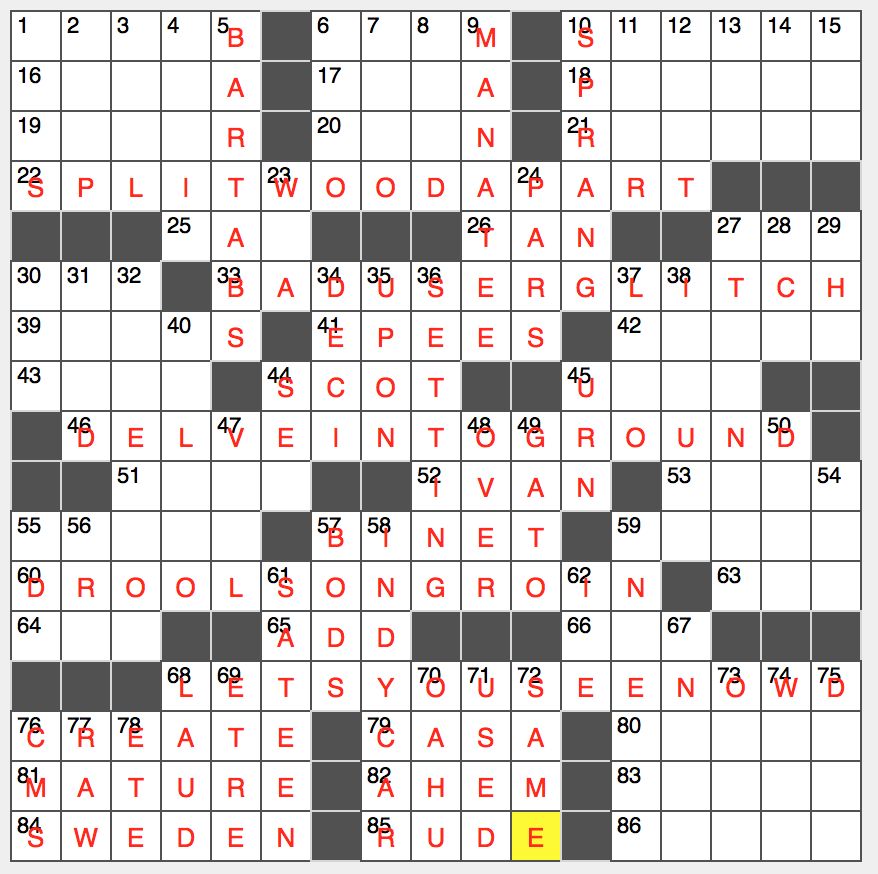 1 2 3 4 5 B 6 7 8 9 M 10 S 11 12 13 14 15
16 A 17 A 18 P
19 R 20 N 21 R
22 S P L I T 23 W O O D A 24 P A R T
25 A 26 T A N 27 28 29
30 31 32 33 B A 34 D 35 U 36 S E R G 37 L 38 I T C H
39 40 S 41 E P E E S 42
43 44 S C O T 45 U
46 D E L 47 V E I N T 48 O 49 G R O U N 50 D
51 52 I V A N 53 54
55 56 57 B 58 I N E T 59
60 D R O O L 61 S O N G R O 62 I N 63
64 65 A D D 66 67
68 L 69 E T S Y 70 O 71 U 72 S E E N 73 O 74 W 75 D
76 C 77 R 78 E A T E 79 C A S A 80
81 M A T U R E 82 A H E M 83
84 S W E D E N 85 R U D E 86